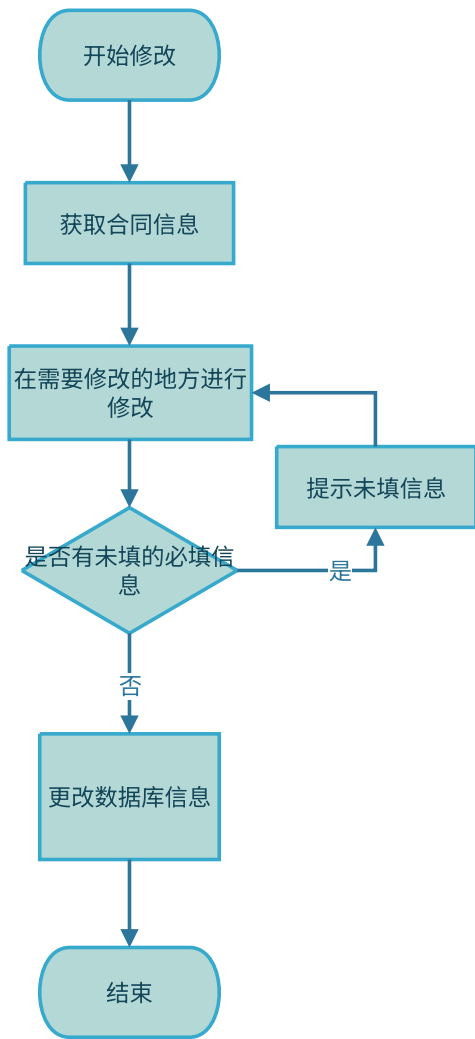 开始修改
获取合同信息
在需要修改的地方进行
修改
提示未填信息
是否有未填的必填信
息
是
否
更改数据库信息
结束